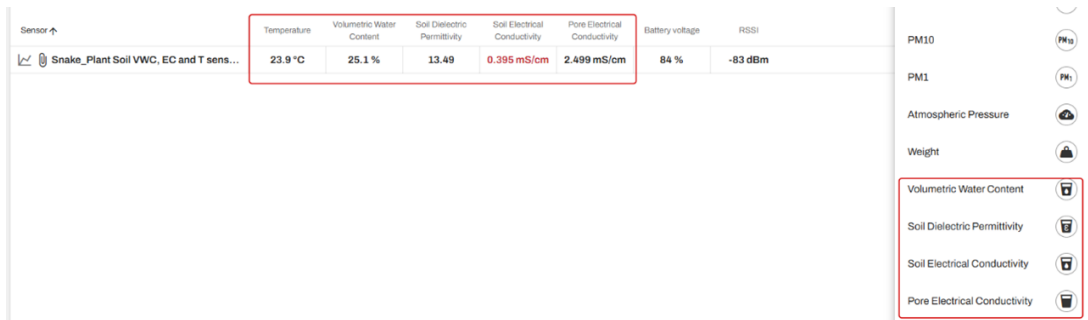 Sensor
Temperature
Volumetric Water
Content
Soil Dielectric
Permittivity
Soil Electrical
Conductivity
Pore Electrical
Conductivity
Battery voltage
RSSI
Snake_Plant Soil VWC, EC and T sens...
23.9 °C
25.1 %
13.49
0.395 mS/cm
2.499 mS/cm
84 %
-83 dBm
PM10
PM10
PM1
PM1
Atmospheric Pressure
Weight
Volumetric Water Content
Soil Dielectric Permittivity
Soil Electrical Conductivity
Pore Electrical Conductivity